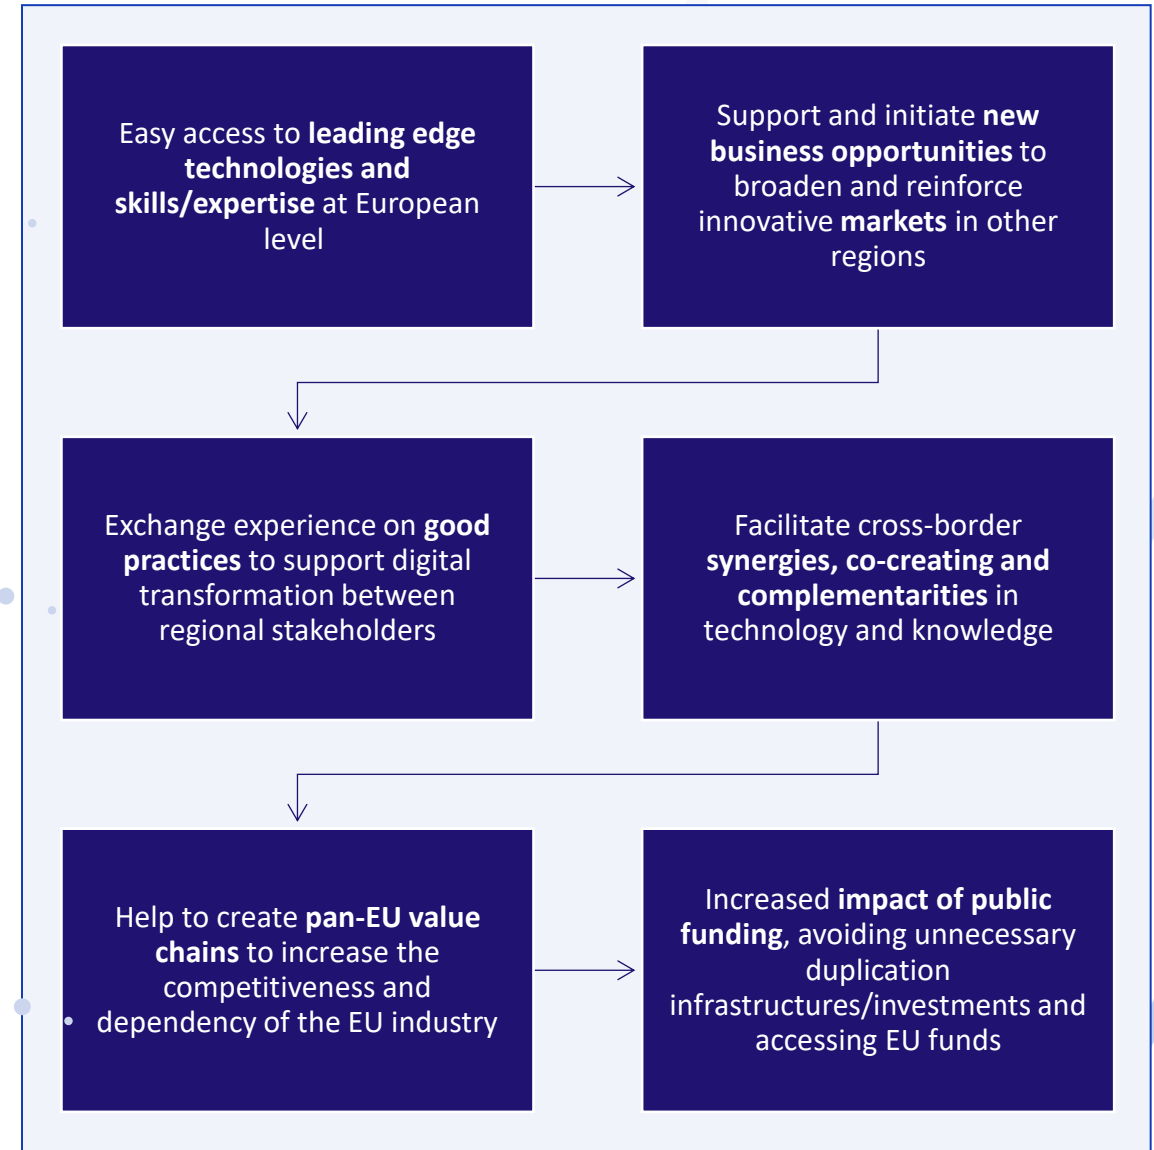 Easy access to leading edge
technologies and
skills/expertise at European
level
Support and initiate new
business opportunities to
broaden and reinforce
innovative markets in other
regions
Exchange experience on good
practices to support digital
transformation between
regional stakeholders
Facilitate cross-border
synergies, co-creating and
complementarities in
technology and knowledge
Help to create pan-EU value
chains to increase the
competitiveness and
dependency of the EU industry
Increased impact of public
funding, avoiding unnecessary
duplication
infrastructures/investments and
accessing EU funds